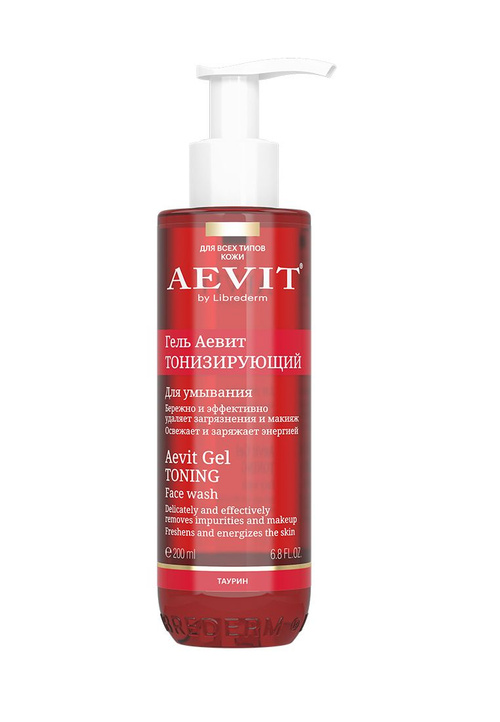 ДЛЯ ВСЕХ ТИПОВ
КОЖИ
AEVIT®
by Librederm
Гель Аевит
ТОНИЗИРУЮЩИЙ
Для умывания
Бережно и эффективно
удаляет загрязнения и макияж
Освежает и заряжает энергией
Aevit Gel
TONING
Face wash
Delicately and effectively
removes impurities and makeup
Freshens and energizes the skin
℮ 200 ml 6.8 FL.OZ.
ТАУРИН
BREDERM